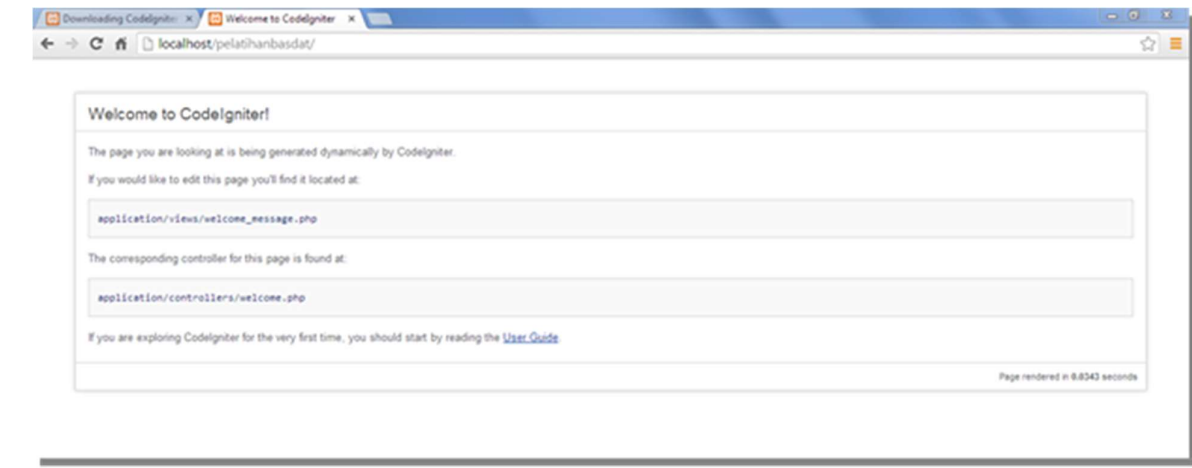 Downloading CodeIgniter
Welcome to CodeIgniter
localhost/pelatihanbasdat/
Welcome to CodeIgniter!
The page you are looking at is being generated dynamically by CodeIgniter.
If you would like to edit this page you'll find it located at:
application/views/welcome_message.php
The corresponding controller for this page is found at:
application/controllers/welcome.php
If you are exploring CodeIgniter for the very first time, you should start by reading the User Guide.
Page rendered in 0.0343 seconds